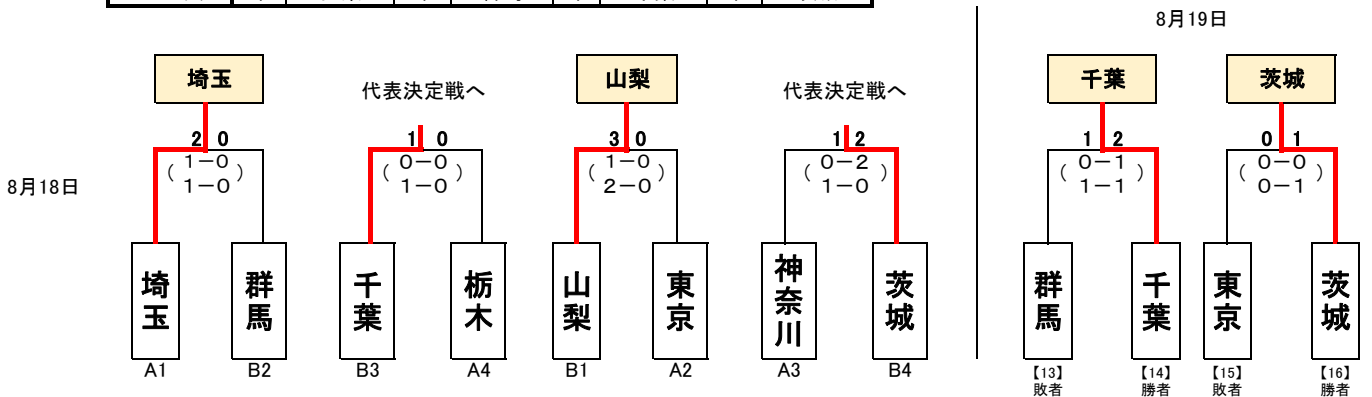 8月19日
埼玉
代表決定戦へ
山梨
代表決定戦へ
千葉
茨城
2 0
1 0
3 0
1 2
1 2
0 1
(1－0
1－0)
(0－0
1－0)
(1－0
2－0)
(0－2
1－0)
(0－1
1－1)
(0－0
0－1)
8月18日
埼玉
群馬
千葉
栃木
山梨
東京
神奈川
茨城
群馬
千葉
東京
茨城
A1
B2
B3
A4
B1
A2
A3
B4
【13】
敗者
【14】
勝者
【15】
敗者
【16】
勝者